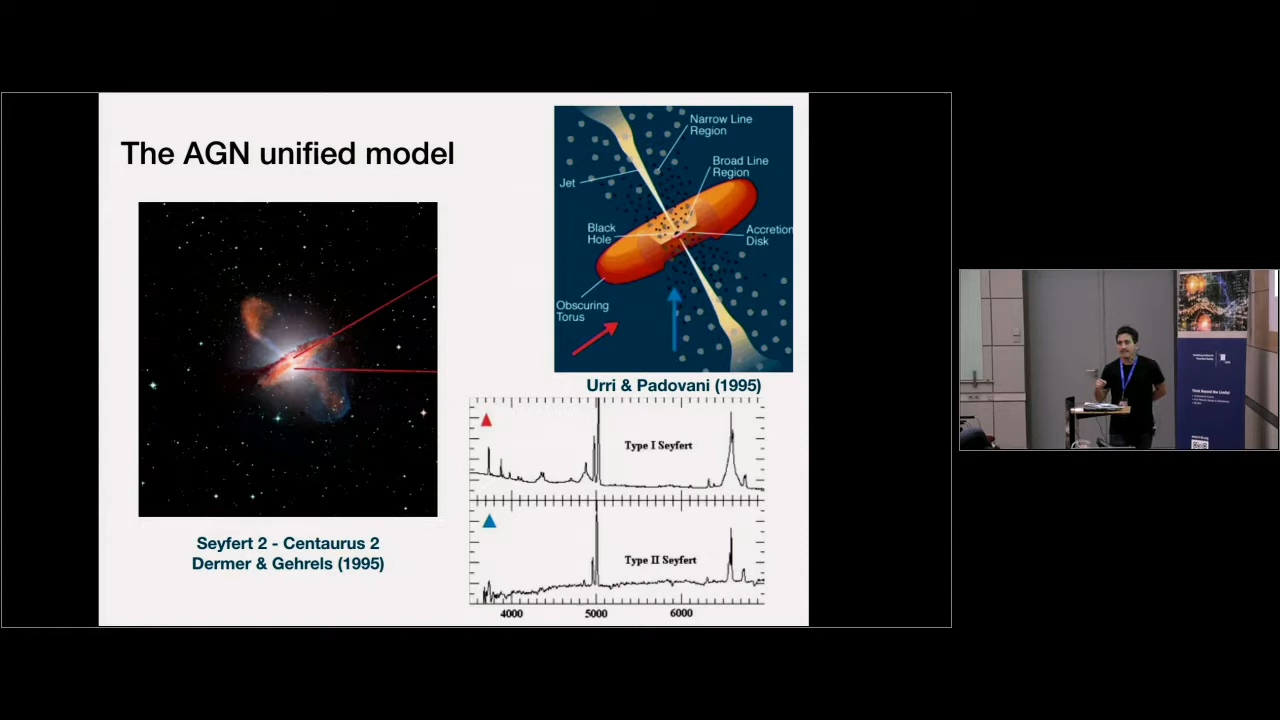 The AGN unified model
Narrow Line
Region
Broad Line
Region
Jet
Black
Hole
Accretion
Disk
Obscuring
Torus
Urri & Padovani (1995)
Type I Seyfert
Type II Seyfert
4000 5000 6000
Seyfert 2 - Centaurus 2
Dermer & Gehrels (1995)